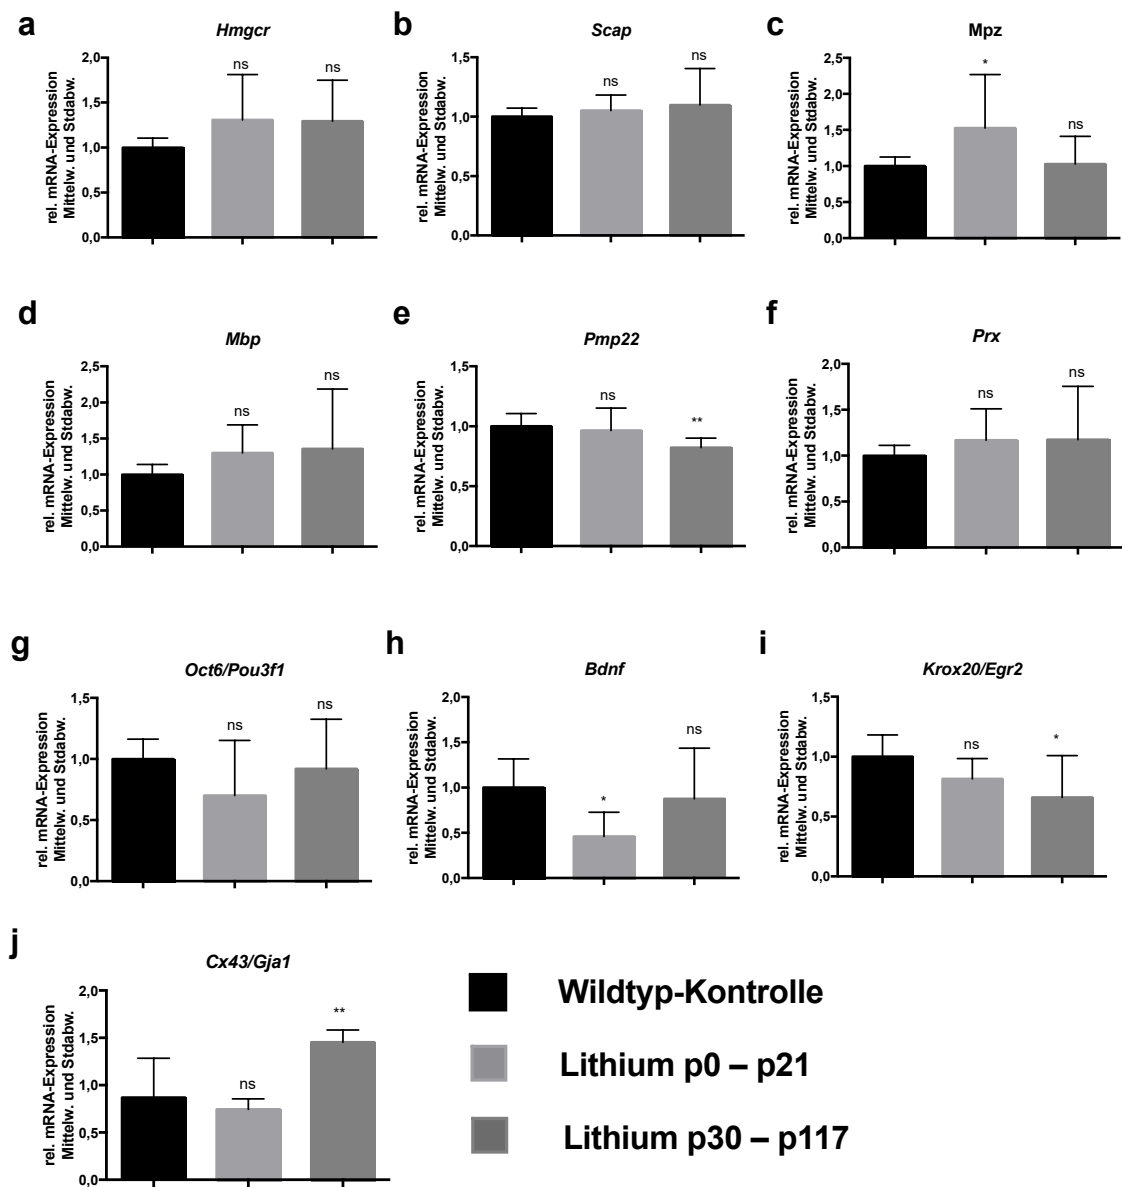 a
Hmgcr
rel. mRNA-Expression
Mittelw. und Stdabw.
2,0
1,5
1,0
0,5
0,0
ns
ns
b
Scap
rel. mRNA-Expression
Mittelw. und Stdabw.
1,5
1,0
0,5
0,0
ns
ns
c
Mpz
rel. mRNA-Expression
Mittelw. und Stdabw.
2,5
2,0
1,5
1,0
0,5
0,0
*
ns
d
Mbp
rel. mRNA-Expression
Mittelw. und Stdabw.
2,5
2,0
1,5
1,0
0,5
0,0
ns
ns
e
Pmp22
rel. mRNA-Expression
Mittelw. und Stdabw.
1,5
1,0
0,5
0,0
ns
**
f
Prx
rel. mRNA-Expression
Mittelw. und Stdabw.
2,0
1,5
1,0
0,5
0,0
ns
ns
g
Oct6/Pou3f1
rel. mRNA-Expression
Mittelw. und Stdabw.
1,5
1,0
0,5
0,0
ns
ns
h
Bdnf
rel. mRNA-Expression
Mittelw. und Stdabw.
2,0
1,5
1,0
0,5
0,0
*
ns
i
Krox20/Egr2
rel. mRNA-Expression
Mittelw. und Stdabw.
1,5
1,0
0,5
0,0
ns
*
j
Cx43/Gja1
rel. mRNA-Expression
Mittelw. und Stdabw.
2,0
1,5
1,0
0,5
0,0
ns
**
Wildtyp-Kontrolle
Lithium p0 – p21
Lithium p30 – p117